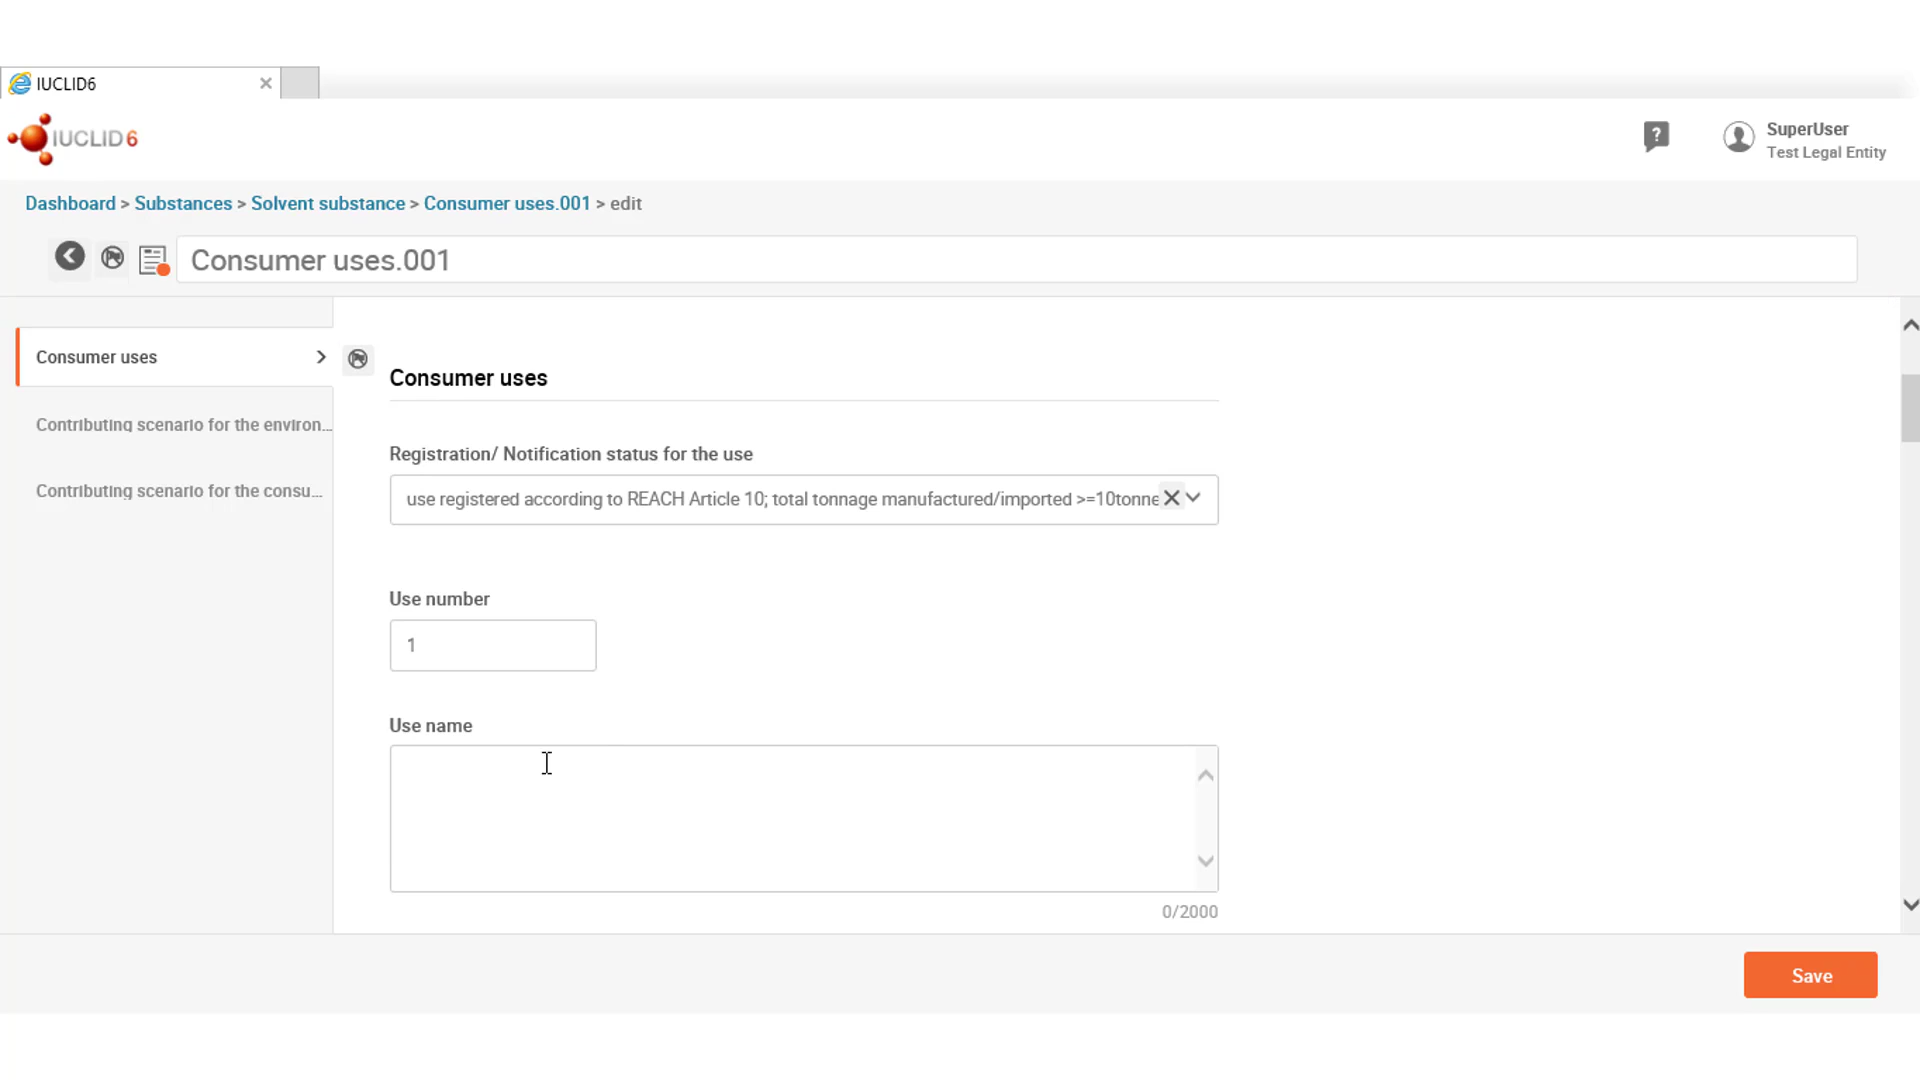 IUCLID6
IUCLID 6
SuperUser
Test Legal Entity
Dashboard > Substances > Solvent substance > Consumer uses.001 > edit
Consumer uses.001
Consumer uses
Contributing scenario for the environ...
Contributing scenario for the consu...
Consumer uses
Registration/ Notification status for the use
use registered according to REACH Article 10; total tonnage manufactured/imported >=10tonne
Use number
1
Use name
0/2000
Save